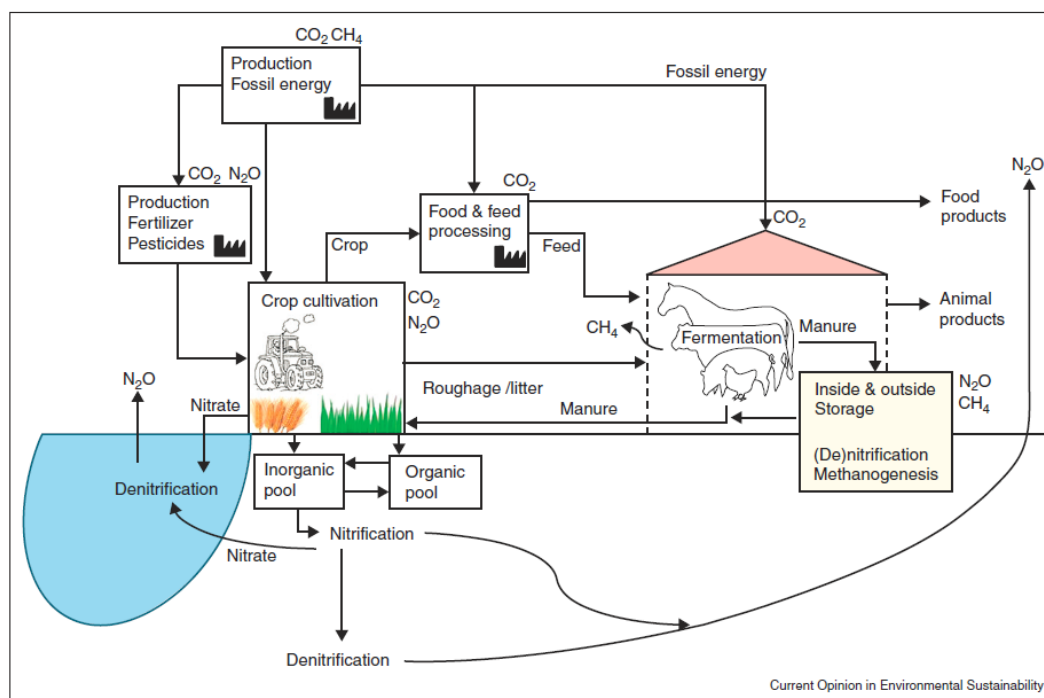 CO₂ CH₄
Production
Fossil energy
Fossil energy
CO₂ N₂O
Production
Fertilizer
Pesticides
CO₂
Food & feed
processing
N₂O
Food
products
CO₂
Crop
Feed
Crop cultivation
CO₂
N₂O
CH₄
Fermentation
Manure
Animal
products
N₂O
Nitrate
Roughage /litter
Manure
Inside & outside
Storage
(De)nitrification
Methanogenesis
N₂O
CH₄
Denitrification
Inorganic
pool
Organic
pool
Nitrification
Nitrate
Denitrification
Current Opinion in Environmental Sustainability